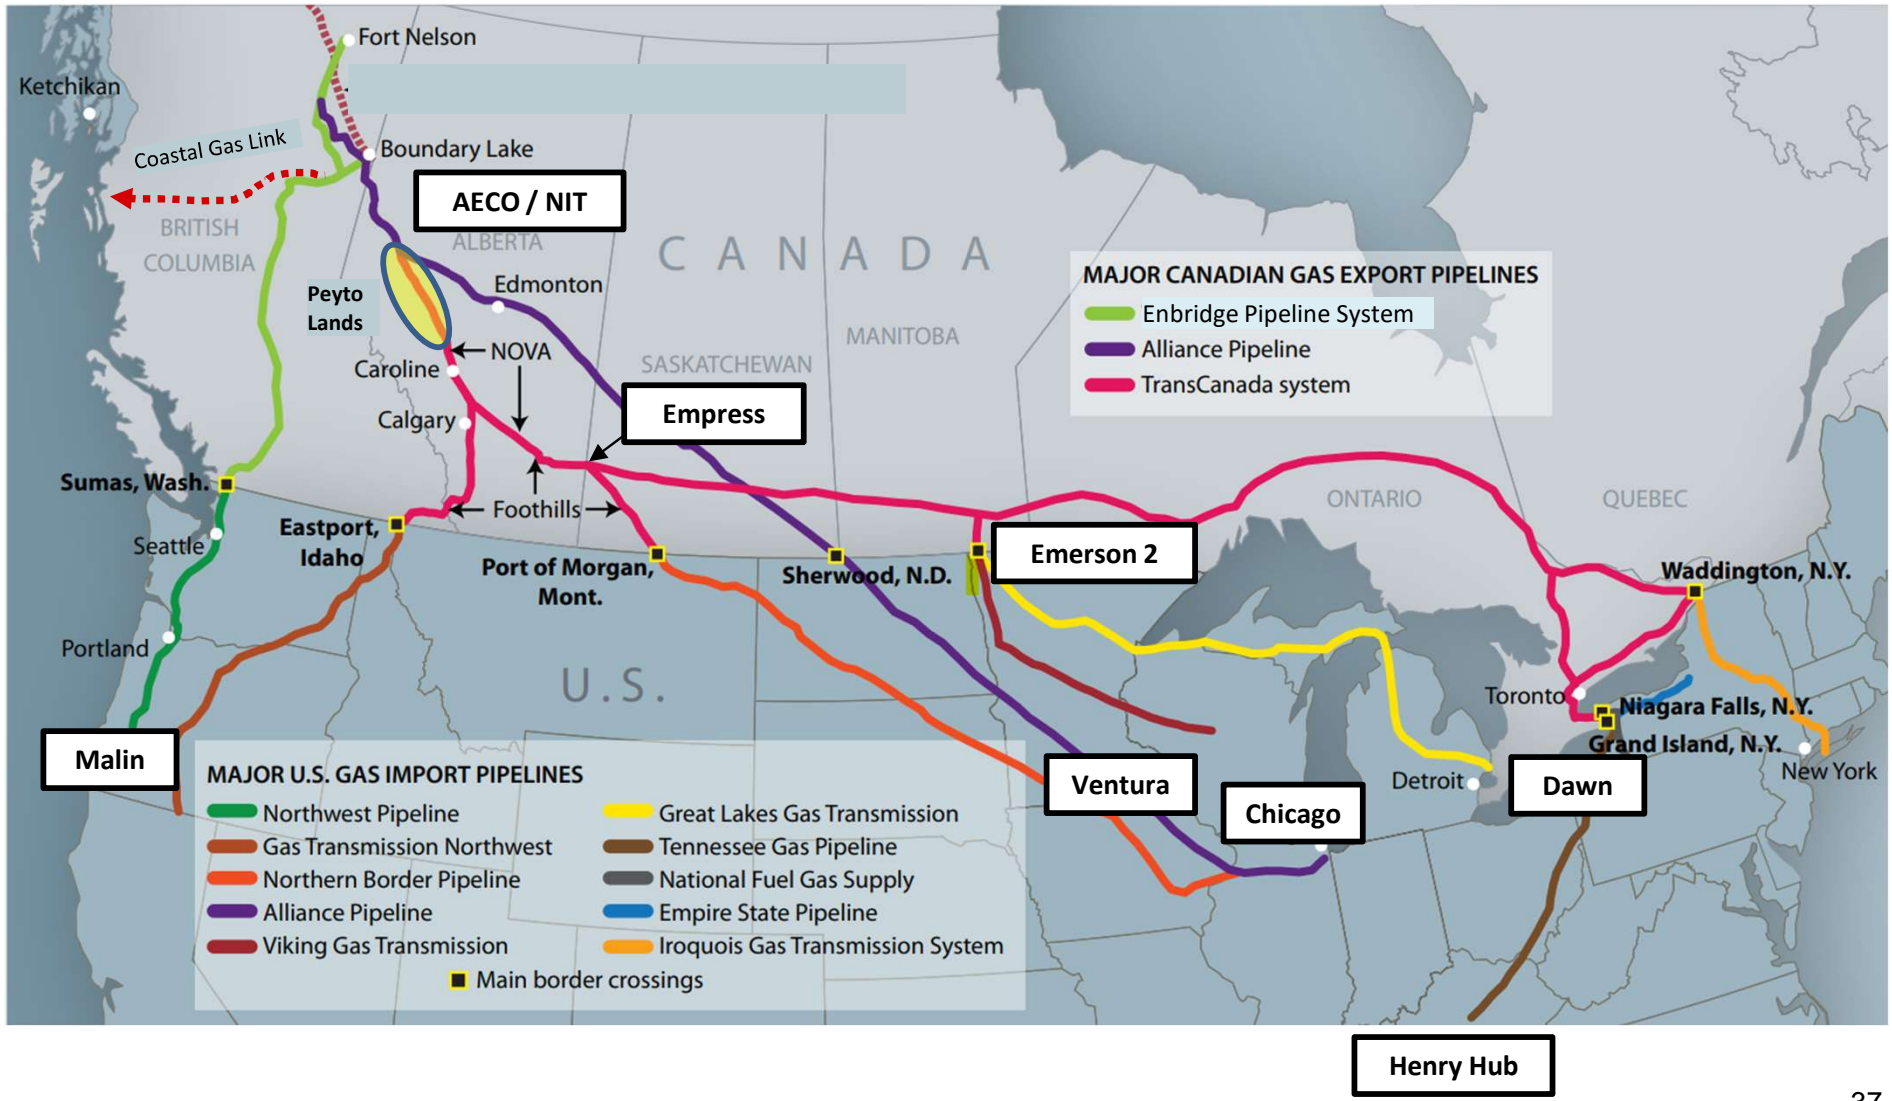 Fort Nelson
Ketchikan
Coastal Gas Link
Boundary Lake
AECO / NIT
BRITISH
COLUMBIA
ALBERTA
CANADA
Peyto
Lands
Edmonton
MANITOBA
SASKATCHEWAN
NOVA
Caroline
Calgary
Empress
MAJOR CANADIAN GAS EXPORT PIPELINES
Enbridge Pipeline System
Alliance Pipeline
TransCanada system
Sumas, Wash.
Foothills
ONTARIO
QUEBEC
Eastport,
Idaho
Seattle
Port of Morgan,
Mont.
Sherwood, N.D.
Emerson 2
Waddington, N.Y.
Portland
U.S.
Toronto
Niagara Falls, N.Y.
Grand Island, N.Y.
New York
Malin
Ventura
Chicago
Detroit
Dawn
MAJOR U.S. GAS IMPORT PIPELINES
Northwest Pipeline
Gas Transmission Northwest
Northern Border Pipeline
Alliance Pipeline
Viking Gas Transmission
Great Lakes Gas Transmission
Tennessee Gas Pipeline
National Fuel Gas Supply
Empire State Pipeline
Iroquois Gas Transmission System
Main border crossings
Henry Hub
37